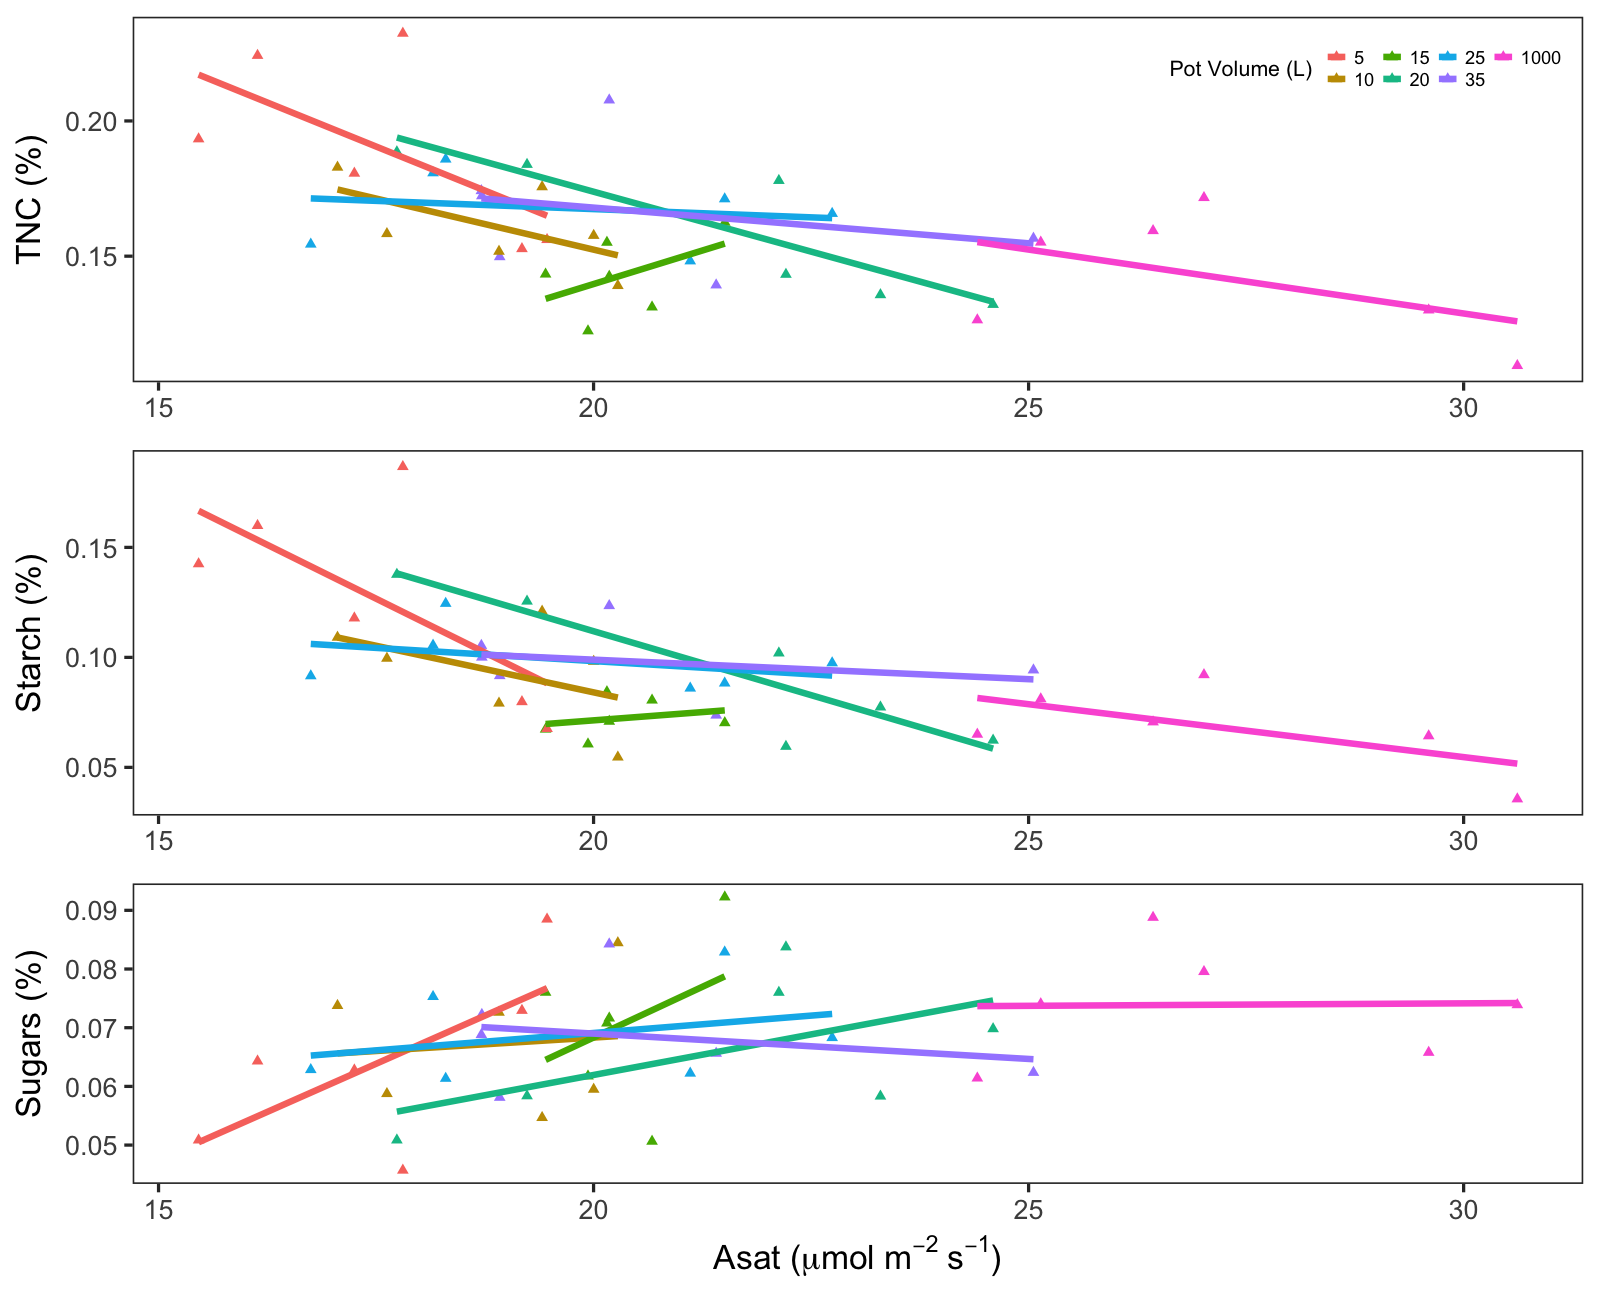 Pot Volume (L) 5 15 25 1000
10 20 35
TNC (%)
0.20
0.15
15 20 25 30
Starch (%)
0.15
0.10
0.05
15 20 25 30
Sugars (%)
0.09
0.08
0.07
0.06
0.05
15 20 25 30
Asat (μmol m⁻² s⁻¹)